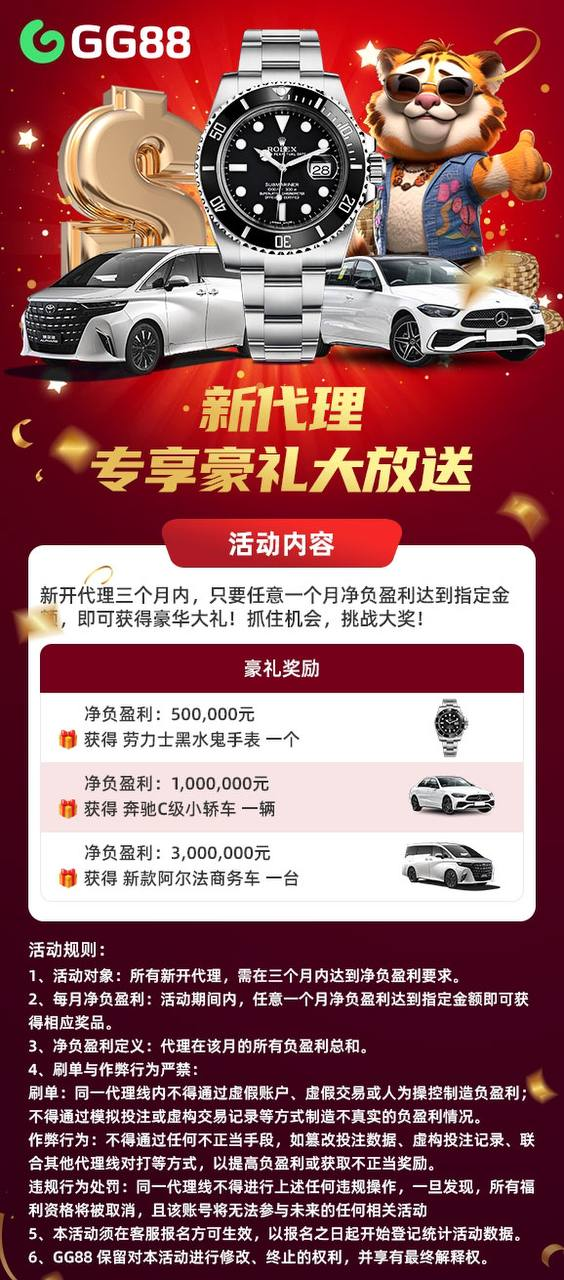 GG88
ROLEX
SUBMARINER
28
新代理
专享豪礼大放送
活动内容
新开代理三个月内，只要任意一个月净负盈利达到指定金
额，即可获得豪华大礼！抓住机会，挑战大奖！
豪礼奖励
净负盈利：500,000元
获得 劳力士黑水鬼手表 一个
净负盈利：1,000,000元
获得 奔驰C级小轿车 一辆
净负盈利：3,000,000元
获得 新款阿尔法商务车 一台
活动规则：
1、活动对象：所有新开代理，需在三个月内达到净负盈利要求。
2、每月净负盈利：活动期间内，任意一个月净负盈利达到指定金额即可获
得相应奖品。
3、净负盈利定义：代理在该月的所有负盈利总和。
4、刷单与作弊行为严禁：
刷单：同一代理线内不得通过虚假账户、虚假交易或人为操控制造负盈利；
不得通过模拟投注或虚构交易记录等方式制造不真实的负盈利情况。
作弊行为：不得通过任何不正当手段，如篡改投注数据、虚构投注记录、联
合其他代理线对打等方式，以提高负盈利或获取不正当奖励。
违规行为处罚：同一代理线不得进行上述任何违规操作，一旦发现，所有福
利资格将被取消，且该账号将无法参与未来的任何相关活动
5、本活动须在客服报名方可生效，以报名之日起开始登记统计活动数据。
6、GG88 保留对本活动进行修改、终止的权利，并享有最终解释权。